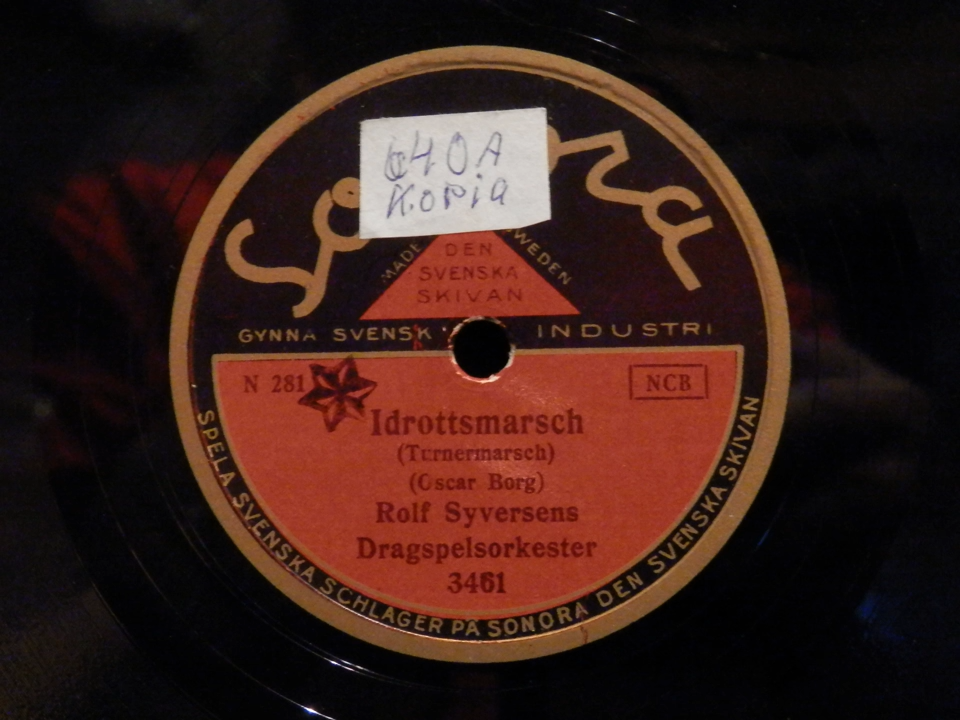 640A
Kopia
Sonora
MADE SWEDEN
DEN
SVENSKA
SKIVAN
GYNNA SVENSK INDUSTRI
N 281
NCB
Idrottsmarsch
(Turnermarsch)
(Oscar Borg)
Rolf Syversens
Dragspelsorkester
3461
SPELA SVENSKA SCHLAGER PÅ SONORA DEN SVENSKA SKIVAN